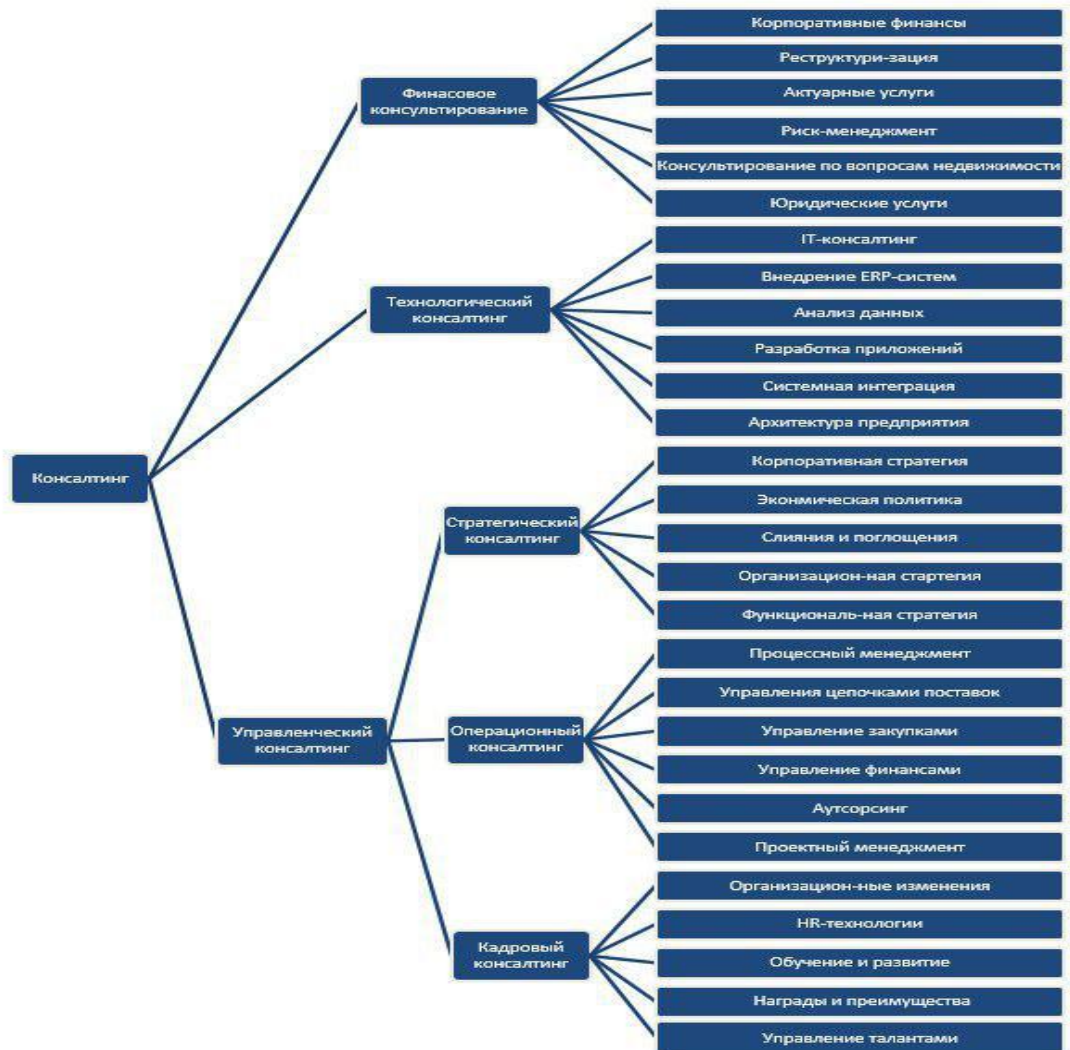 Корпоративные финансы
Реструктури-зация
Финасовое
консультирование
Актуарные услуги
Риск-менеджмент
Консультирование по вопросам недвижимости
Юридические услуги
IT-консалтинг
Внедрение ERP-систем
Технологический
консалтинг
Анализ данных
Разработка приложений
Системная интеграция
Архитектура предприятия
Консалтинг
Корпоративная стратегия
Эконмическая политика
Стратегический
консалтинг
Слияния и поглощения
Организацион-ная стартегия
Функциональ-ная стратегия
Процессный менеджмент
Управления цепочками поставок
Управленческий
консалтинг
Операционный
консалтинг
Управление закупками
Управление финансами
Аутсорсинг
Проектный менеджмент
Организацион-ные изменения
HR-технологии
Кадровый
консалтинг
Обучение и развитие
Награды и преимущества
Управление талантами